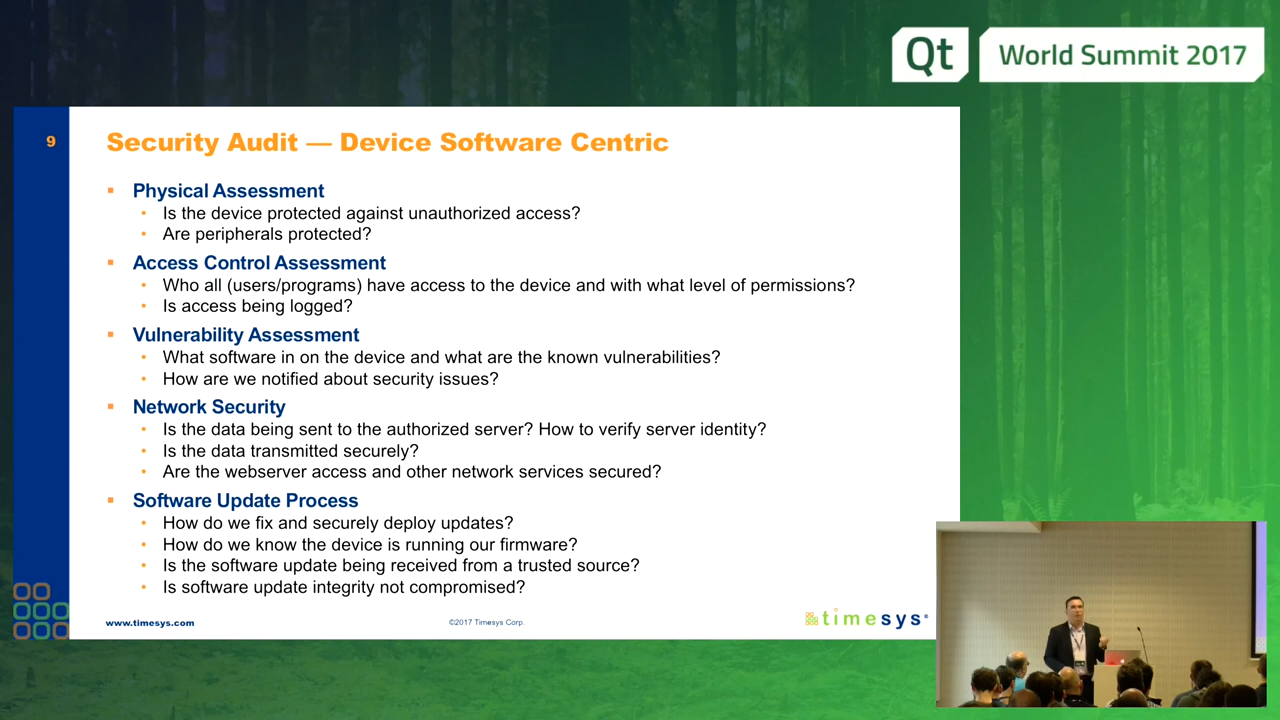 Qt World Summit 2017
9 Security Audit — Device Software Centric
Physical Assessment
Is the device protected against unauthorized access?
Are peripherals protected?
Access Control Assessment
Who all (users/programs) have access to the device and with what level of permissions?
Is access being logged?
Vulnerability Assessment
What software in on the device and what are the known vulnerabilities?
How are we notified about security issues?
Network Security
Is the data being sent to the authorized server? How to verify server identity?
Is the data transmitted securely?
Are the webserver access and other network services secured?
Software Update Process
How do we fix and securely deploy updates?
How do we know the device is running our firmware?
Is the software update being received from a trusted source?
Is software update integrity not compromised?
www.timesys.com ©2017 Timesys Corp. timesys®